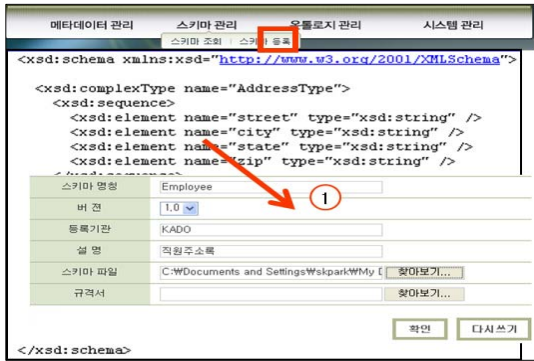 메타데이터 관리 스키마 관리 온톨로지 관리 시스템 관리
스키마 조회 스키마 등록
<xsd:schema xmlns:xsd="http://www.w3.org/2001/XMLSchema">
<xsd:complexType name="AddressType">
<xsd:sequence>
<xsd:element name="street" type="xsd:string" />
<xsd:element name="city" type="xsd:string" />
<xsd:element name="state" type="xsd:string" />
<xsd:element name="zip" type="xsd:string" />
</xsd:sequence>
스키마 명칭 Employee
버 젼 1.0
①
등록기관 KADO
설 명 직원주소록
스키마 파일 C:₩Documents and Settings₩skpark₩My 찾아보기...
규격서 찾아보기...
확인 다시쓰기
</xsd:schema>